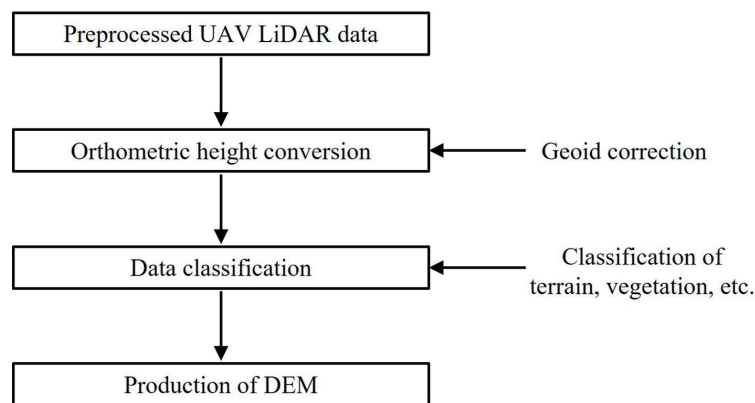 Preprocessed UAV LiDAR data
Orthometric height conversion
Geoid correction
Data classification
Classification of
terrain, vegetation, etc.
Production of DEM